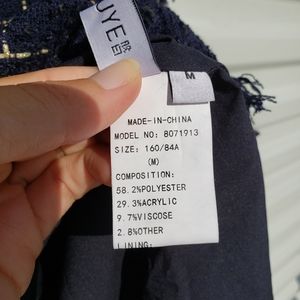 UYE
M
MADE-IN-CHINA
MODEL NO: 8071913
SIZE: 160/84A
(M)
COMPOSITION:
58.2%POLYESTER
29.3%ACRYLIC
9.7%VISCOSE
2.8%OTHER
LINING: